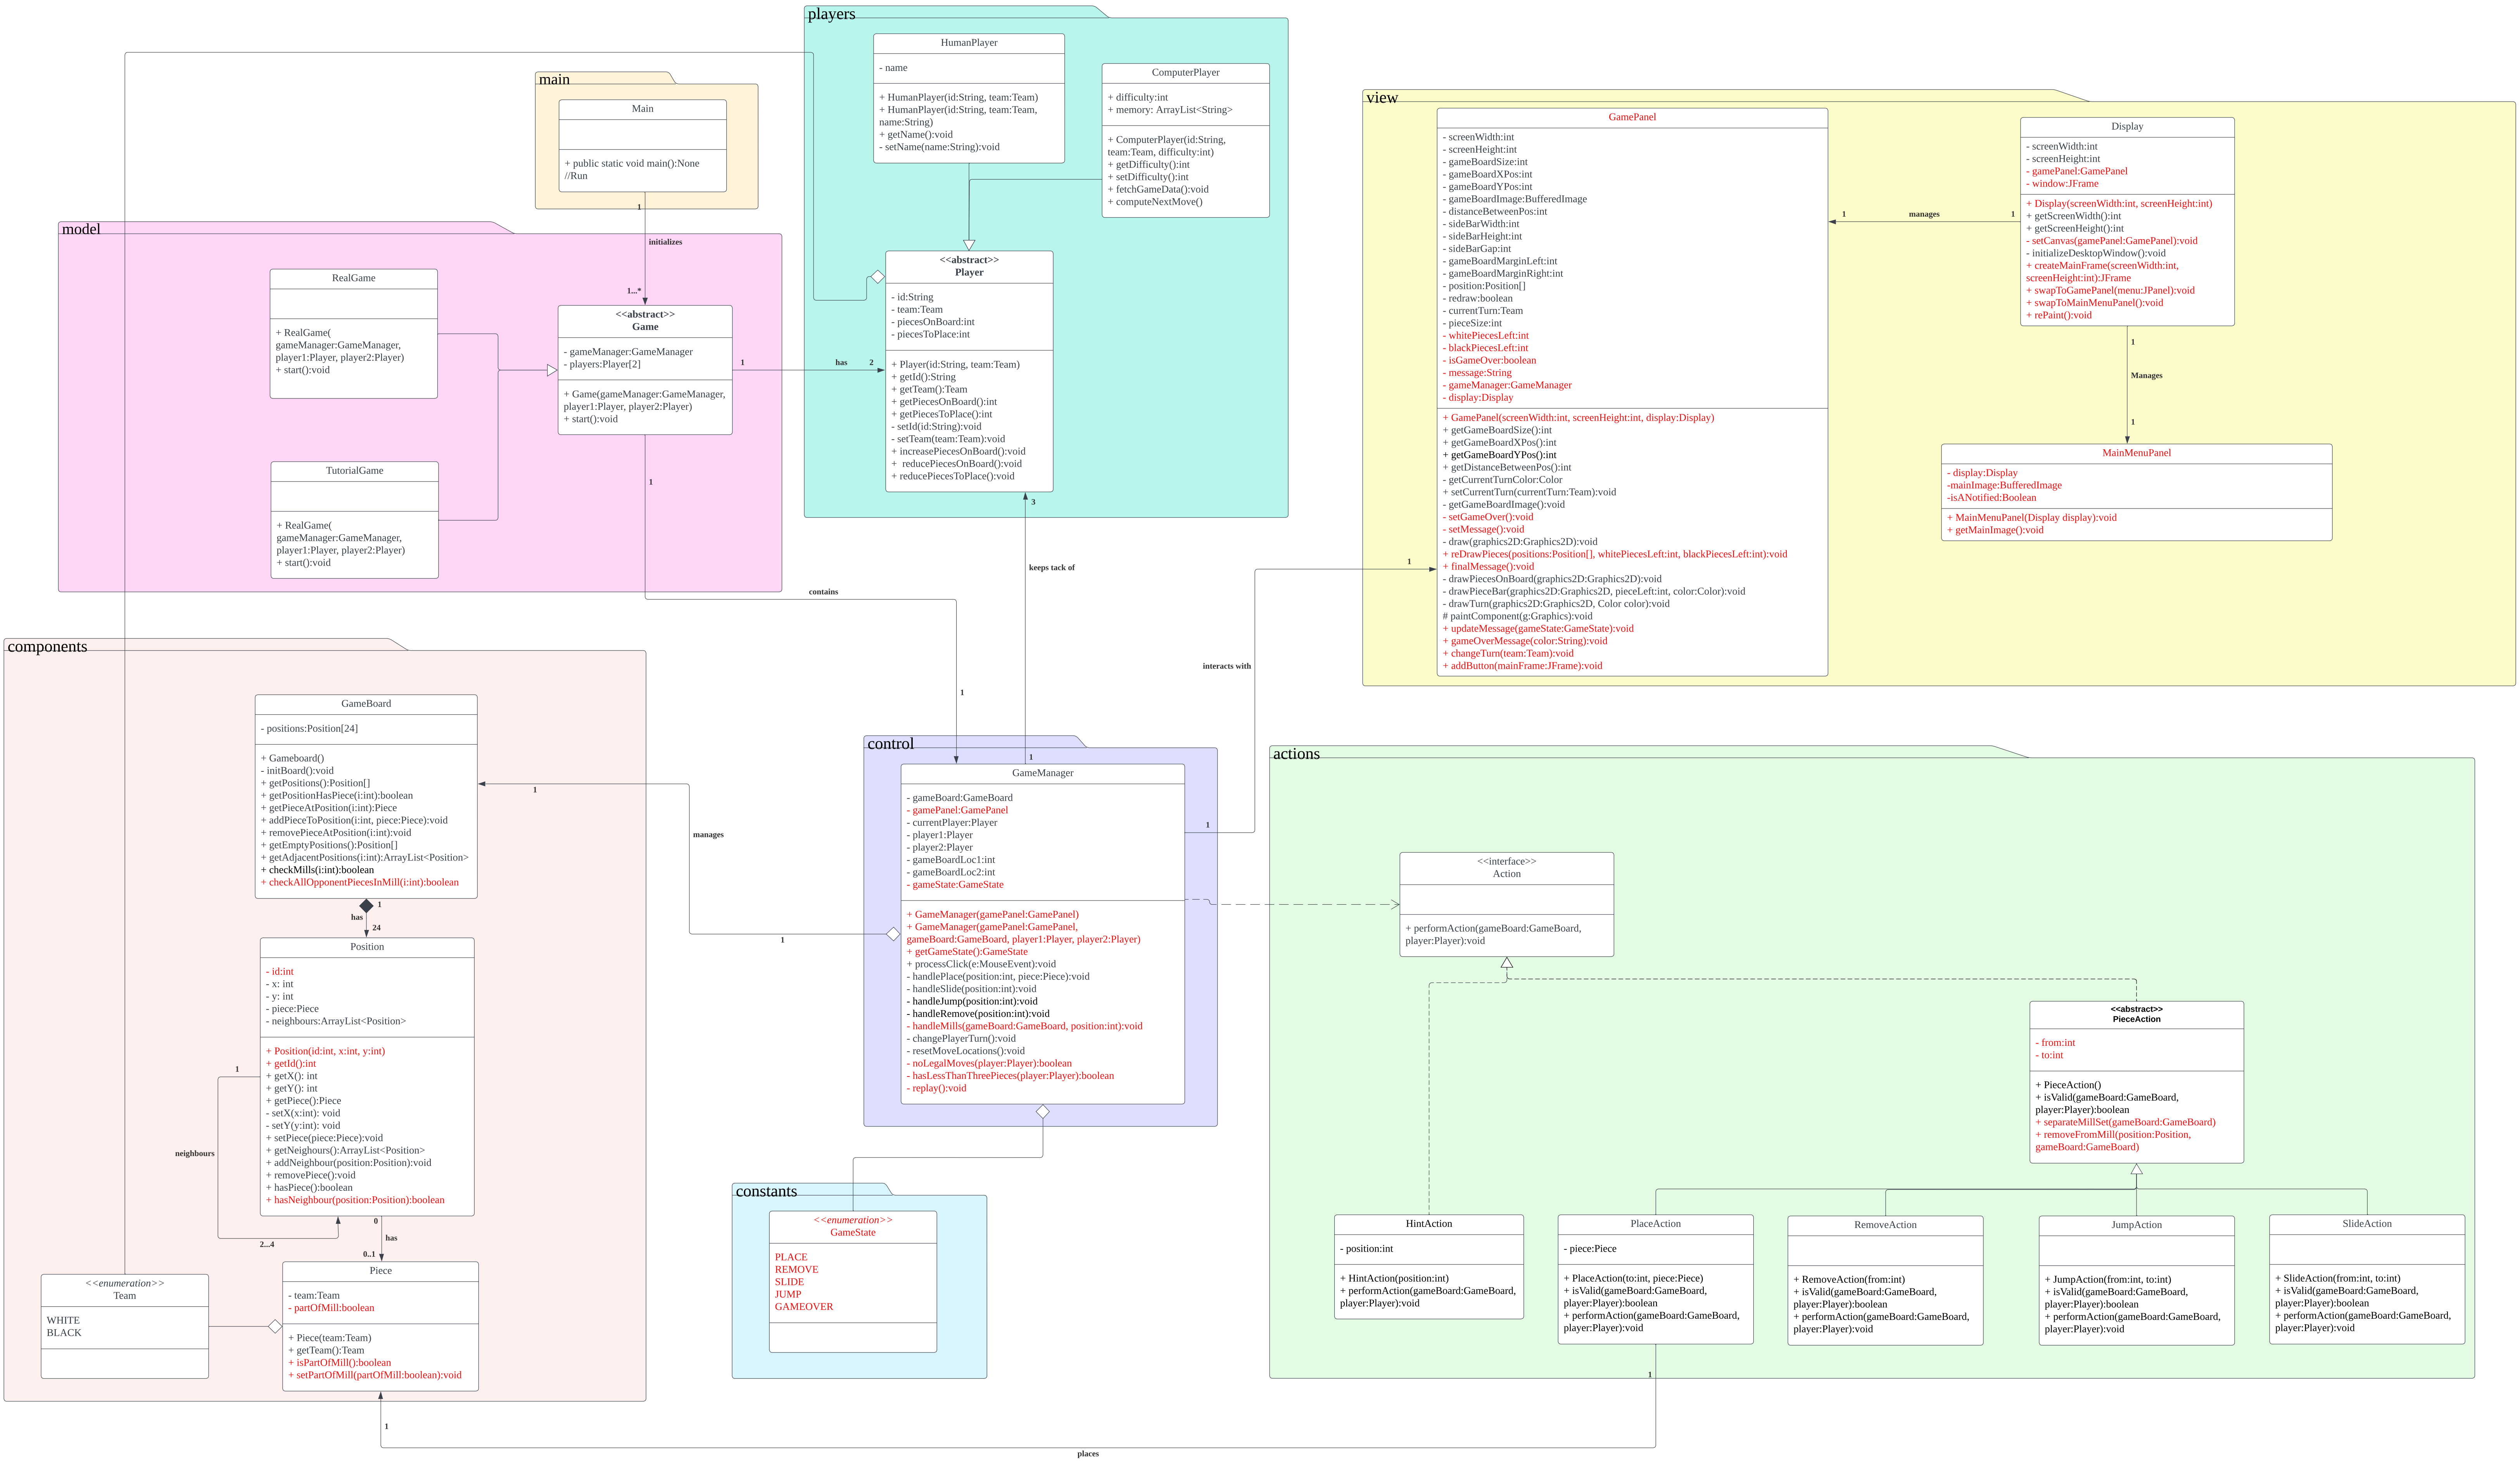 players
HumanPlayer
- name
+ HumanPlayer(id:String, team:Team)
+ HumanPlayer(id:String, team:Team,
name:String)
+ getName():void
- setName(name:String):void
ComputerPlayer
+ difficulty:int
+ memory: ArrayList<String>
+ ComputerPlayer(id:String,
team:Team, difficulty:int)
+ getDifficulty():int
+ setDifficulty():int
+ fetchGameData():void
+ computeNextMove()
<<abstract>>
Player
- id:String
- team:Team
- piecesOnBoard:int
- piecesToPlace:int
+ Player(id:String, team:Team)
+ getId():String
+ getTeam():Team
+ getPiecesOnBoard():int
+ getPiecesToPlace():int
- setId(id:String):void
- setTeam(team:Team):void
+ increasePiecesOnBoard():void
+  reducePiecesOnBoard():void
+ reducePiecesToPlace():void
main
Main
+ public static void main():None
//Run
1
initializes
1...*
model
RealGame
+ RealGame(
gameManager:GameManager,
player1:Player, player2:Player)
+ start():void
<<abstract>>
Game
- gameManager:GameManager
- players:Player[2]
+ Game(gameManager:GameManager,
player1:Player, player2:Player)
+ start():void
1
has
2
TutorialGame
+ RealGame(
gameManager:GameManager,
player1:Player, player2:Player)
+ start():void
1
contains
1
3
keeps tack of
1
view
GamePanel
- screenWidth:int
- screenHeight:int
- gameBoardSize:int
- gameBoardXPos:int
- gameBoardYPos:int
- gameBoardImage:BufferedImage
- distanceBetweenPos:int
- sideBarWidth:int
- sideBarHeight:int
- sideBarGap:int
- gameBoardMarginLeft:int
- gameBoardMarginRight:int
- position:Position[]
- redraw:boolean
- currentTurn:Team
- pieceSize:int
- whitePiecesLeft:int
- blackPiecesLeft:int
- isGameOver:boolean
- message:String
- gameManager:GameManager
- display:Display
+ GamePanel(screenWidth:int, screenHeight:int, display:Display)
+ getGameBoardSize():int
+ getGameBoardXPos():int
+ getGameBoardYPos():int
+ getDistanceBetweenPos():int
- getCurrentTurnColor:Color
+ setCurrentTurn(currentTurn:Team):void
- getGameBoardImage():void
- setGameOver():void
- setMessage():void
- draw(graphics2D:Graphics2D):void
+ reDrawPieces(positions:Position[], whitePiecesLeft:int, blackPiecesLeft:int):void
+ finalMessage():void
- drawPiecesOnBoard(graphics2D:Graphics2D):void
- drawPieceBar(graphics2D:Graphics2D, pieceLeft:int, color:Color):void
- drawTurn(graphics2D:Graphics2D, Color color):void
# paintComponent(g:Graphics):void
+ updateMessage(gameState:GameState):void
+ gameOverMessage(color:String):void
+ changeTurn(team:Team):void
+ addButton(mainFrame:JFrame):void
1
manages
1
Display
- screenWidth:int
- screenHeight:int
- gamePanel:GamePanel
- window:JFrame
+ Display(screenWidth:int, screenHeight:int)
+ getScreenWidth():int
+ getScreenHeight():int
- setCanvas(gamePanel:GamePanel):void
- initializeDesktopWindow():void
+ createMainFrame(screenWidth:int,
screenHeight:int):JFrame
+ swapToGamePanel(menu:JPanel):void
+ swapToMainMenuPanel():void
+ rePaint():void
1
Manages
1
MainMenuPanel
- display:Display
-mainImage:BufferedImage
-isANotified:Boolean
+ MainMenuPanel(Display display):void
+ getMainImage():void
1
interacts with
1
components
GameBoard
- positions:Position[24]
+ Gameboard()
- initBoard():void
+ getPositions():Position[]
+ getPositionHasPiece(i:int):boolean
+ getPieceAtPosition(i:int):Piece
+ addPieceToPosition(i:int, piece:Piece):void
+ removePieceAtPosition(i:int):void
+ getEmptyPositions():Position[]
+ getAdjacentPositions(i:int):ArrayList<Position>
+ checkMills(i:int):boolean
+ checkAllOpponentPiecesInMill(i:int):boolean
1
manages
1
1
has
24
Position
- id:int
- x: int
- y: int
- piece:Piece
- neighbours:ArrayList<Position>
+ Position(id:int, x:int, y:int)
+ getId():int
+ getX(): int
+ getY(): int
+ getPiece():Piece
- setX(x:int): void
- setY(y:int): void
+ setPiece(piece:Piece):void
+ getNeighours():ArrayList<Position>
+ addNeighbour(position:Position):void
+ removePiece():void
+ hasPiece():boolean
+ hasNeighbour(position:Position):boolean
1
neighbours
2...4
0
has
0..1
<<enumeration>>
Team
WHITE
BLACK
Piece
- team:Team
- partOfMill:boolean
+ Piece(team:Team)
+ getTeam():Team
+ isPartOfMill():boolean
+ setPartOfMill(partOfMill:boolean):void
1
places
1
control
GameManager
- gameBoard:GameBoard
- gamePanel:GamePanel
- currentPlayer:Player
- player1:Player
- player2:Player
- gameBoardLoc1:int
- gameBoardLoc2:int
- gameState:GameState
+ GameManager(gamePanel:GamePanel)
+ GameManager(gamePanel:GamePanel,
gameBoard:GameBoard, player1:Player, player2:Player)
+ getGameState():GameState
+ processClick(e:MouseEvent):void
- handlePlace(position:int, piece:Piece):void
- handleSlide(position:int):void
- handleJump(position:int):void
- handleRemove(position:int):void
- handleMills(gameBoard:GameBoard, position:int):void
- changePlayerTurn():void
- resetMoveLocations():void
- noLegalMoves(player:Player):boolean
- hasLessThanThreePieces(player:Player):boolean
- replay():void
constants
<<enumeration>>
GameState
PLACE
REMOVE
SLIDE
JUMP
GAMEOVER
actions
<<interface>>
Action
+ performAction(gameBoard:GameBoard,
player:Player):void
<<abstract>>
PieceAction
- from:int
- to:int
+ PieceAction()
+ isValid(gameBoard:GameBoard,
player:Player):boolean
+ separateMillSet(gameBoard:GameBoard)
+ removeFromMill(position:Position,
gameBoard:GameBoard)
HintAction
- position:int
+ HintAction(position:int)
+ performAction(gameBoard:GameBoard,
player:Player):void
PlaceAction
- piece:Piece
+ PlaceAction(to:int, piece:Piece)
+ isValid(gameBoard:GameBoard,
player:Player):boolean
+ performAction(gameBoard:GameBoard,
player:Player):void
RemoveAction
+ RemoveAction(from:int)
+ isValid(gameBoard:GameBoard,
player:Player):boolean
+ performAction(gameBoard:GameBoard,
player:Player):void
JumpAction
+ JumpAction(from:int, to:int)
+ isValid(gameBoard:GameBoard,
player:Player):boolean
+ performAction(gameBoard:GameBoard,
player:Player):void
SlideAction
+ SlideAction(from:int, to:int)
+ isValid(gameBoard:GameBoard,
player:Player):boolean
+ performAction(gameBoard:GameBoard,
player:Player):void